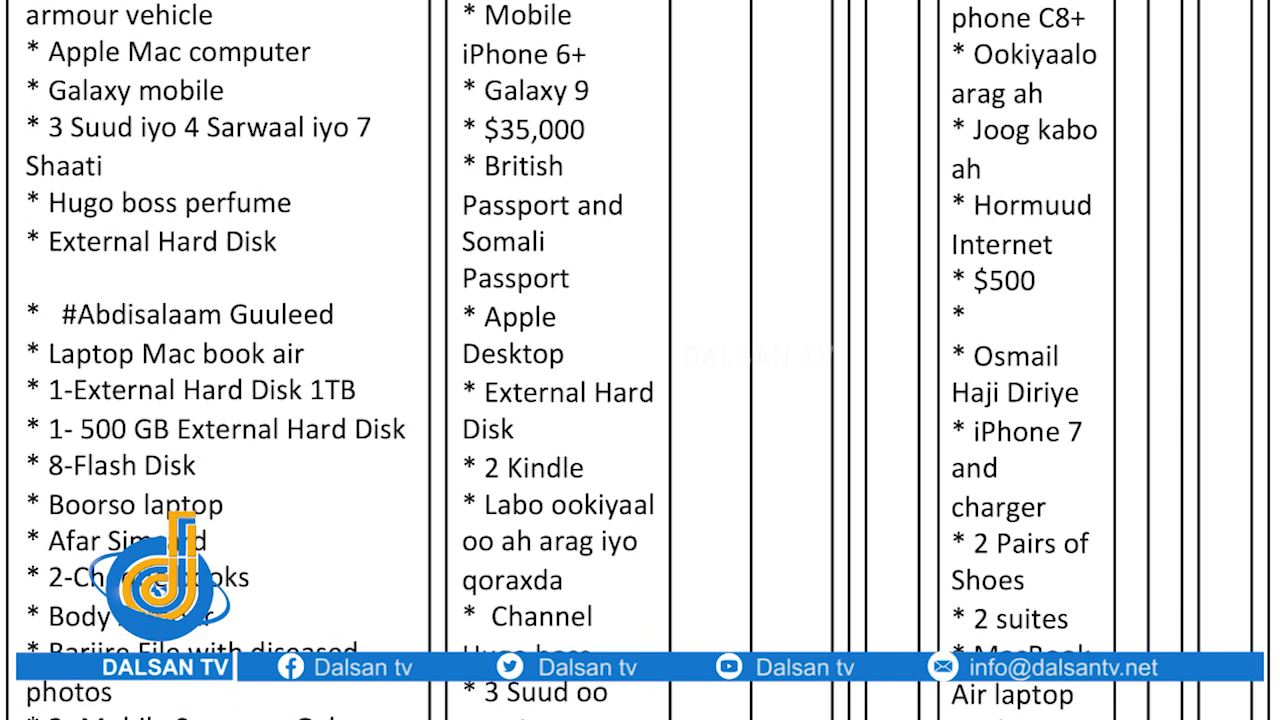 armour vehicle
* Apple Mac computer
* Galaxy mobile
* 3 Suud iyo 4 Sarwaal iyo 7
Shaati
* Hugo boss perfume
* External Hard Disk
* #Abdisalaam Guuleed
* Laptop Mac book air
* 1-External Hard Disk 1TB
* 1- 500 GB External Hard Disk
* 8-Flash Disk
* Boorso laptop
* Afar
* 2-
* Body
photos
* Mobile
iPhone 6+
* Galaxy 9
* $35,000
* British
Passport and
Somali
Passport
* Apple
Desktop
* External Hard
Disk
* 2 Kindle
* Labo ookiyaal
oo ah arag iyo
qoraxda
* Channel
* 3 Suud oo
phone C8+
* Ookiyaalo
arag ah
* Joog kabo
ah
* Hormuud
Internet
* $500
*
* Osmail
Haji Diriye
* iPhone 7
and
charger
* 2 Pairs of
Shoes
* 2 suites
Air laptop
DALSAN TV
DALSAN TV
Dalsan tv
Dalsan tv
Dalsan tv
info@dalsantv.net